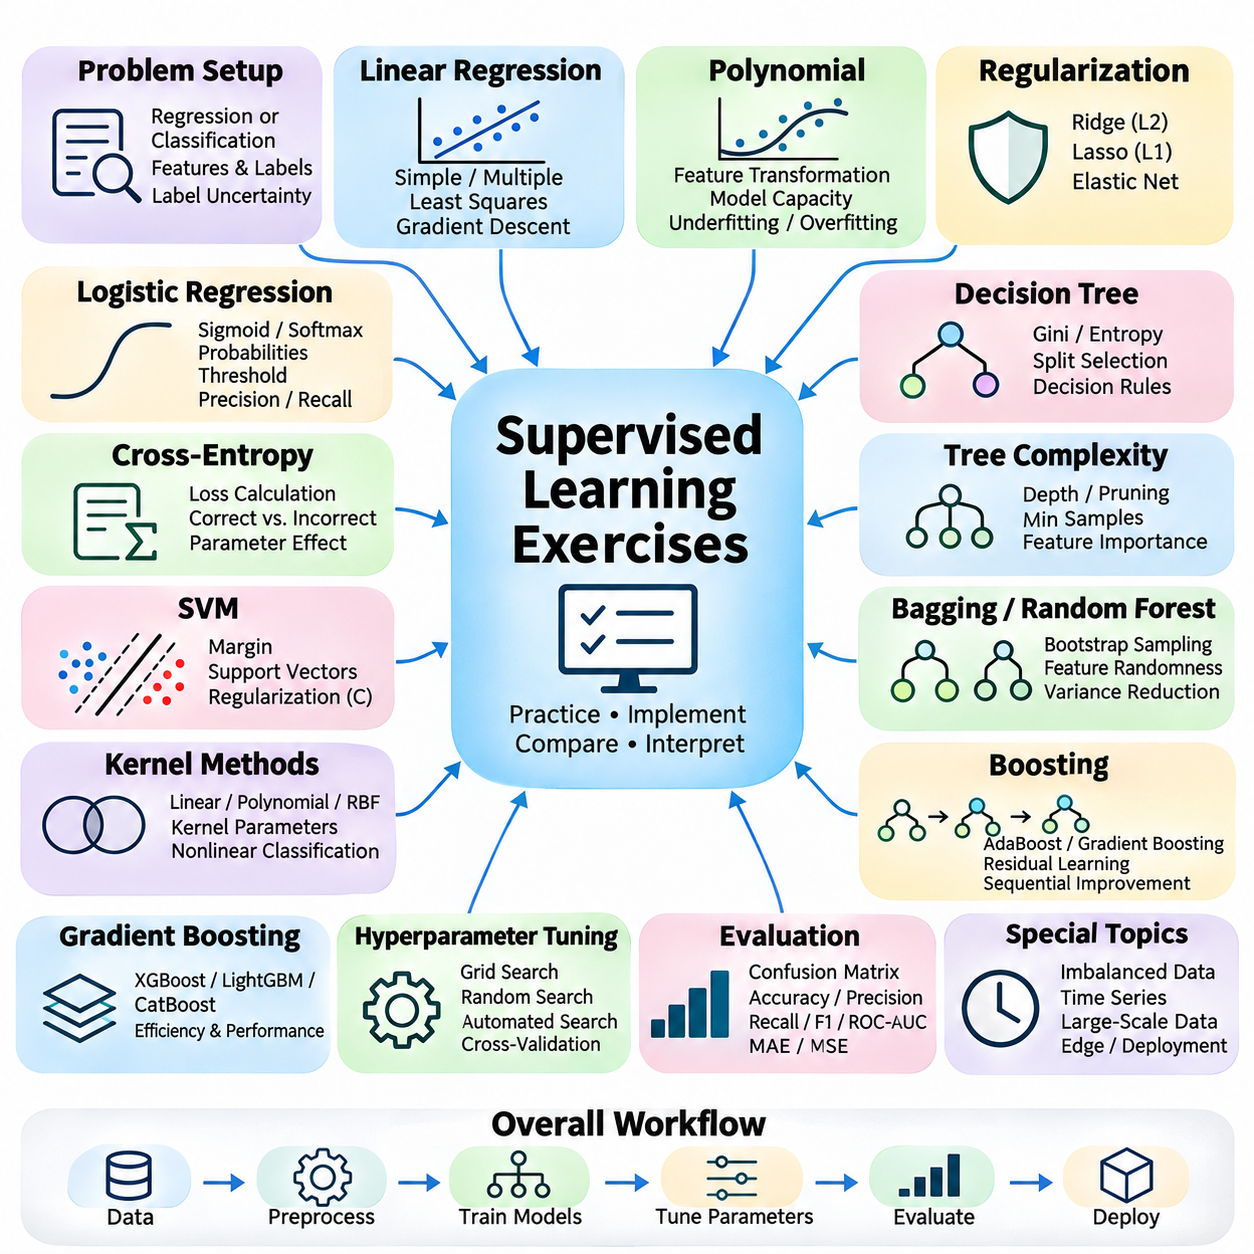 Problem Setup
Regression or
Classification
Features & Labels
Label Uncertainty
Linear Regression
Simple / Multiple
Least Squares
Gradient Descent
Polynomial
Feature Transformation
Model Capacity
Underfitting / Overfitting
Regularization
Ridge (L2)
Lasso (L1)
Elastic Net
Logistic Regression
Sigmoid / Softmax
Probabilities
Threshold
Precision / Recall
Decision Tree
Gini / Entropy
Split Selection
Decision Rules
Cross-Entropy
Loss Calculation
Correct vs. Incorrect
Parameter Effect
Σ
Supervised
Learning
Exercises
Practice • Implement
Compare • Interpret
Tree Complexity
Depth / Pruning
Min Samples
Feature Importance
SVM
Margin
Support Vectors
Regularization (C)
Bagging / Random Forest
Bootstrap Sampling
Feature Randomness
Variance Reduction
Kernel Methods
Linear / Polynomial / RBF
Kernel Parameters
Nonlinear Classification
Boosting
AdaBoost / Gradient Boosting
Residual Learning
Sequential Improvement
Gradient Boosting
XGBoost / LightGBM /
CatBoost
Efficiency & Performance
Hyperparameter Tuning
Grid Search
Random Search
Automated Search
Cross-Validation
Evaluation
Confusion Matrix
Accuracy / Precision
Recall / F1 / ROC-AUC
MAE / MSE
Special Topics
Imbalanced Data
Time Series
Large-Scale Data
Edge / Deployment
Overall Workflow
Data
Preprocess
Train Models
Tune Parameters
Evaluate
Deploy